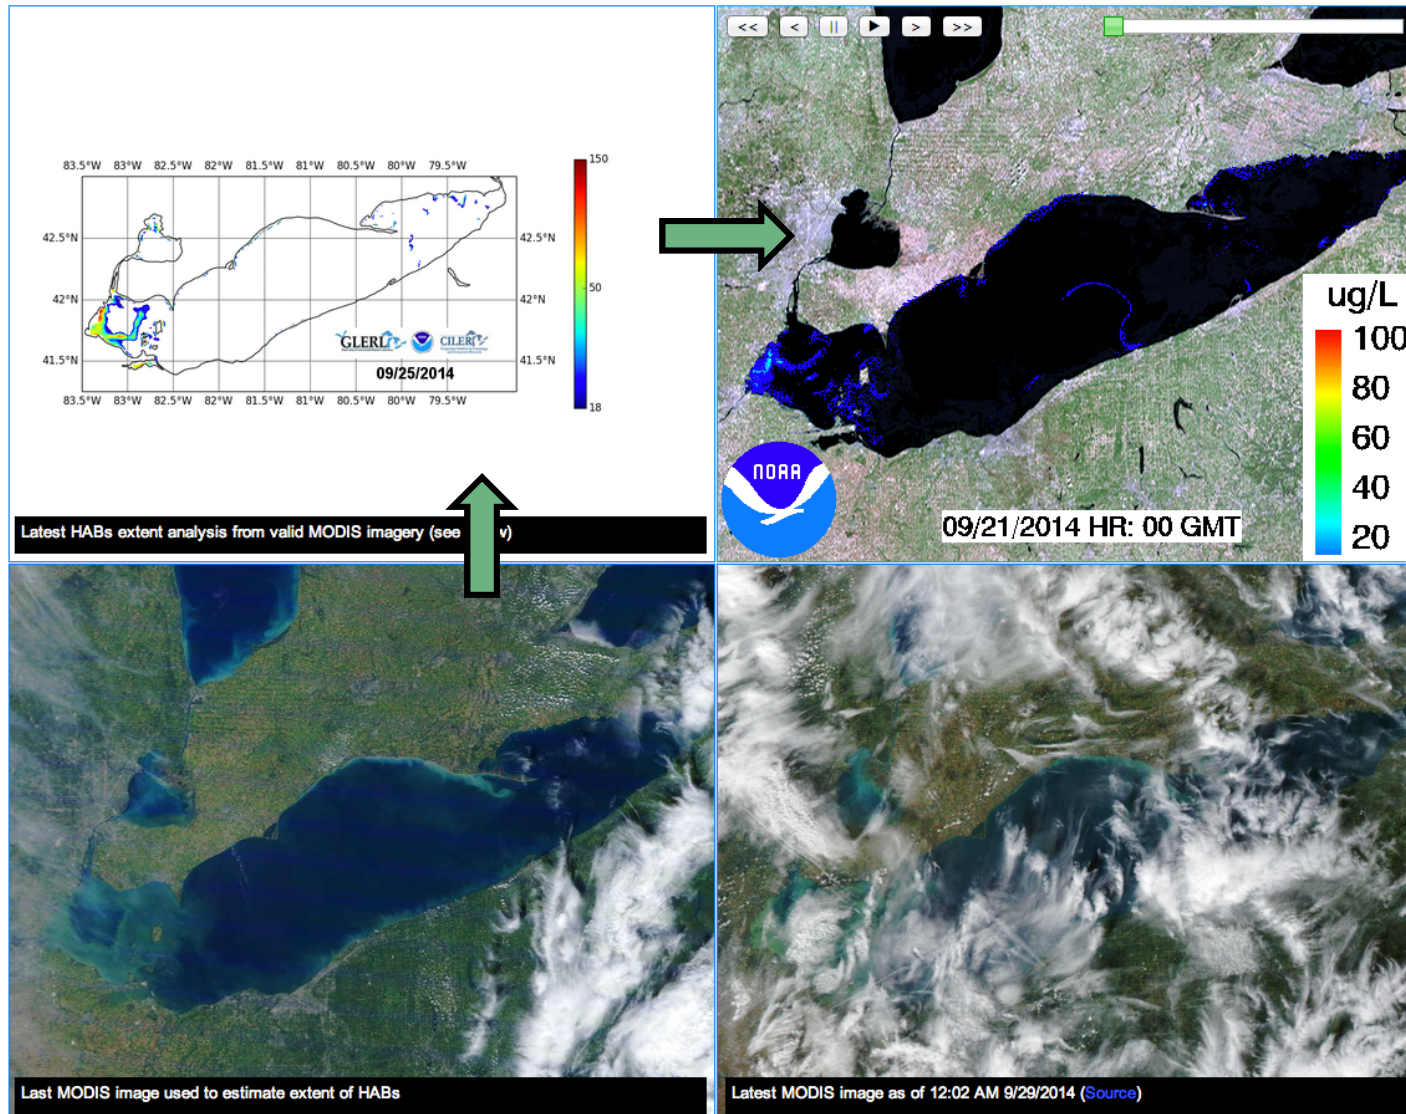 << < || ▶ > >>
83.5°W 83°W 82.5°W 82°W 81.5°W 81°W 80.5°W 80°W 79.5°W
150
42.5°N
42.5°N
50
42°N
42°N
GLERL
CILER
41.5°N
41.5°N
09/25/2014
18
83.5°W 83°W 82.5°W 82°W 81.5°W 81°W 80.5°W 80°W 79.5°W
Latest HABs extent analysis from valid MODIS imagery (see w)
ug/L
100
80
60
40
20
NOAA
09/21/2014 HR: 00 GMT
Last MODIS image used to estimate extent of HABs
Latest MODIS image as of 12:02 AM 9/29/2014 (Source)